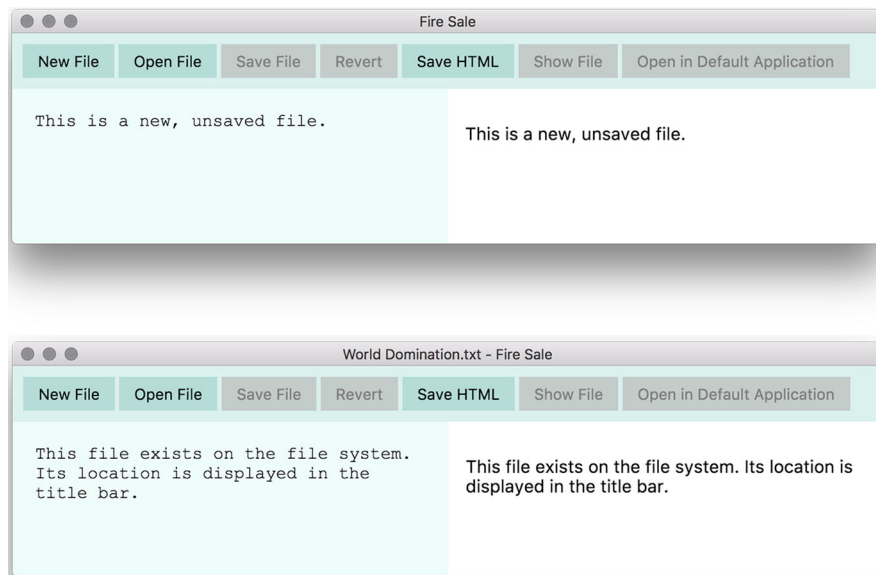 Fire Sale
New File Open File Save File Revert Save HTML Show File Open in Default Application
This is a new, unsaved file.
This is a new, unsaved file.
World Domination.txt - Fire Sale
New File Open File Save File Revert Save HTML Show File Open in Default Application
This file exists on the file system.
Its location is displayed in the
title bar.
This file exists on the file system. Its location is
displayed in the title bar.